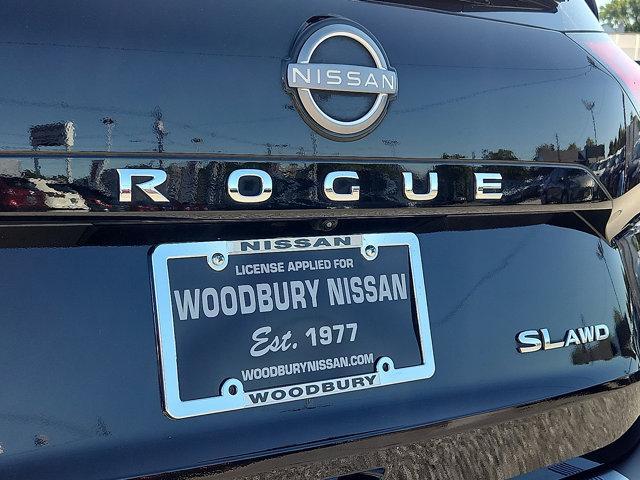 NISSAN
ROGUE
NISSAN
LICENSE APPLIED FOR
WOODBURY NISSAN
Est. 1977
WOODBURYNISSAN.COM
WOODBURY
SL AWD